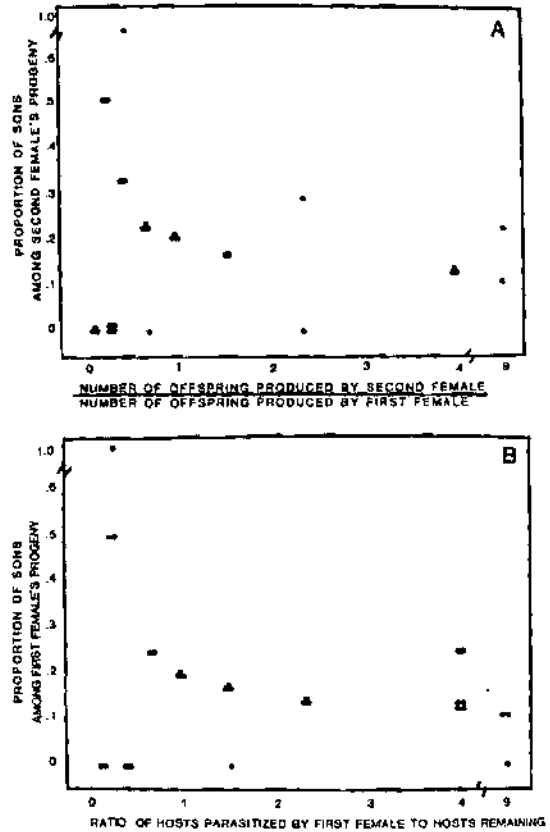 A
1.0
.6
.5
.4
.3
.2
.1
0
PROPORTION OF SONS
AMONG SECOND FEMALE'S PROGENY
0 1 2 3 4 9
NUMBER OF OFFSPRING PRODUCED BY SECOND FEMALE
NUMBER OF OFFSPRING PRODUCED BY FIRST FEMALE
B
1.0
.6
.5
.4
.3
.2
.1
0
PROPORTION OF SONS
AMONG FIRST FEMALE'S PROGENY
0 1 2 3 4 9
RATIO OF HOSTS PARASITIZED BY FIRST FEMALE TO HOSTS REMAINING